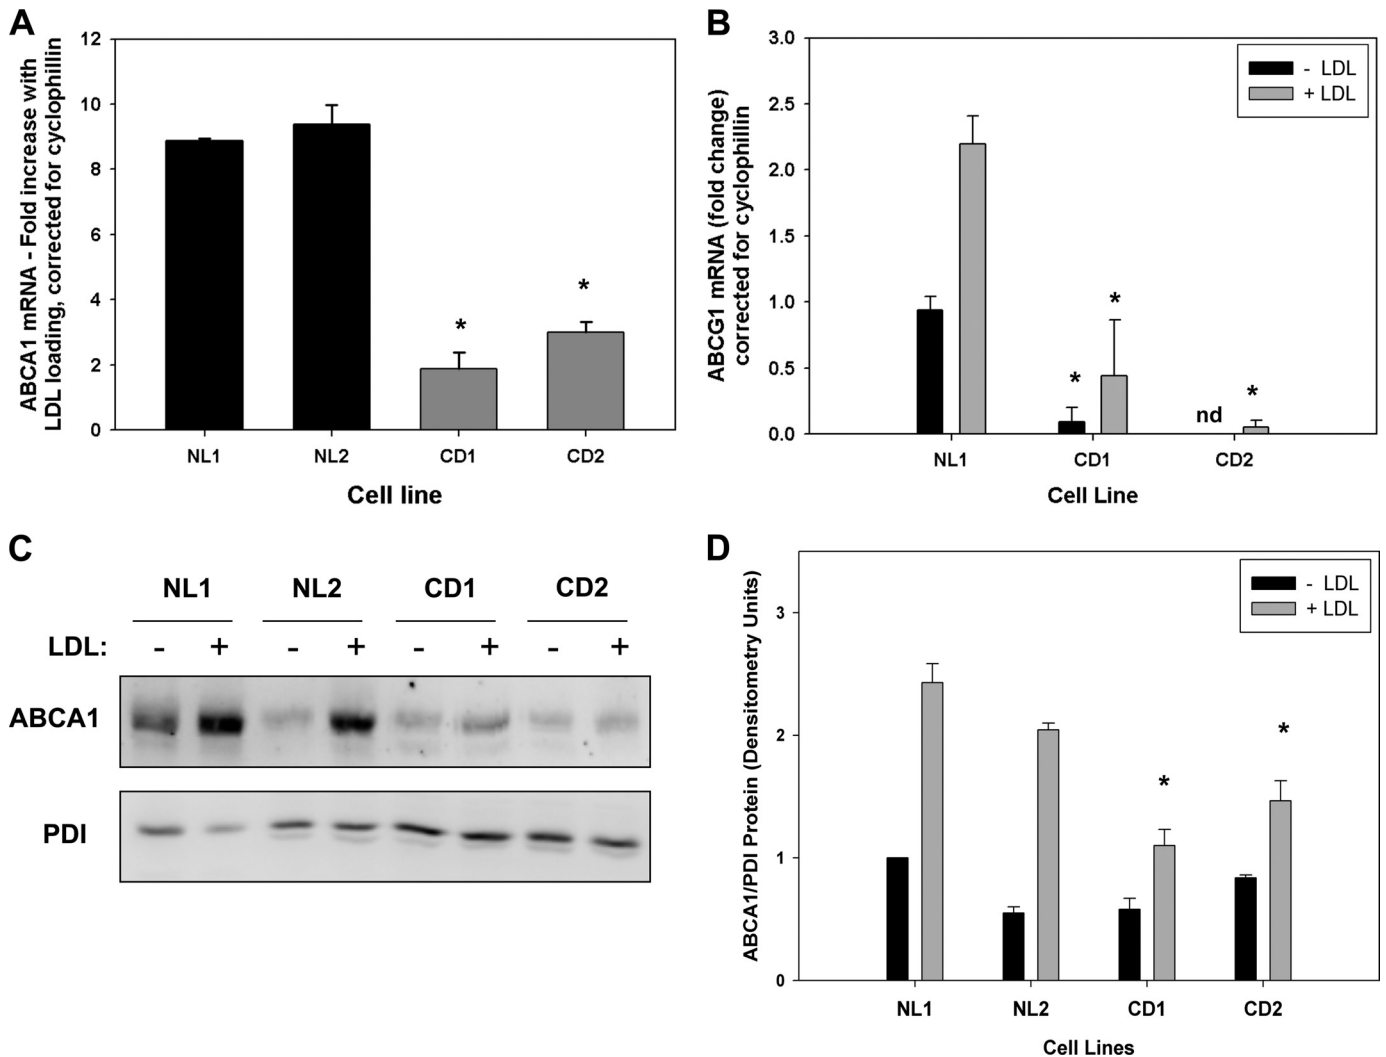 A
ABCA1 mRNA - Fold increase with
LDL loading, corrected for cyclophillin
12
10
8
6
4
2
0
*
*
NL1 NL2 CD1 CD2
Cell line
B
ABCG1 mRNA (fold change)
corrected for cyclophillin
3.0
2.5
2.0
1.5
1.0
0.5
0.0
- LDL
+ LDL
*
*
nd
*
NL1 CD1 CD2
Cell Line
C
NL1 NL2 CD1 CD2
LDL: - + - + - + - +
ABCA1
PDI
D
ABCA1/PDI Protein (Densitometry Units)
3
2
1
0
- LDL
+ LDL
*
*
NL1 NL2 CD1 CD2
Cell Lines